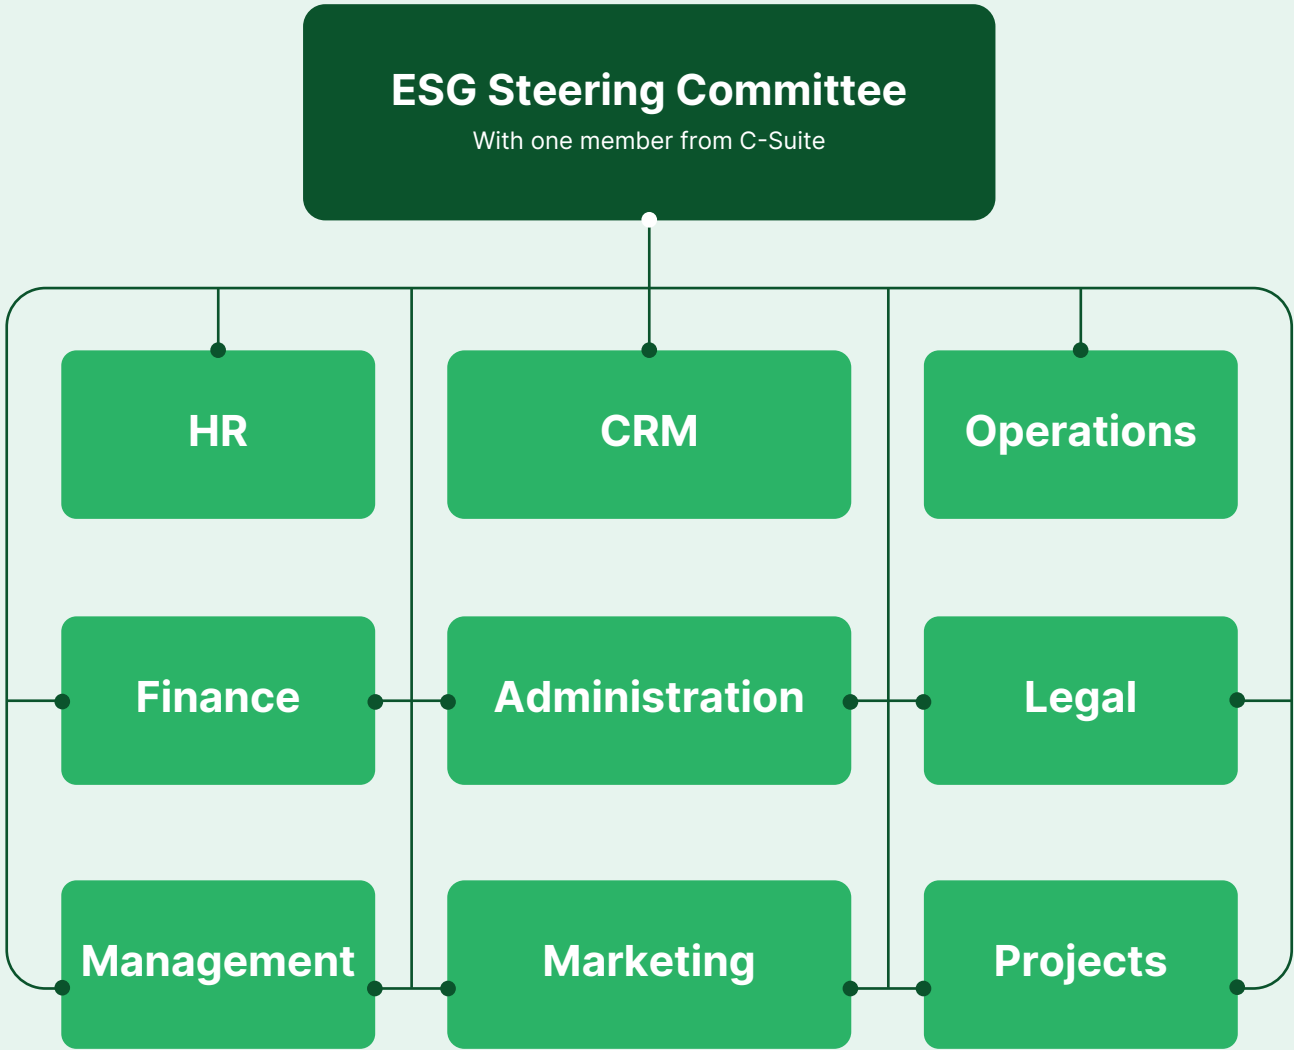 ESG Steering Committee
With one member from C-Suite
HR
CRM
Operations
Finance
Administration
Legal
Management
Marketing
Projects